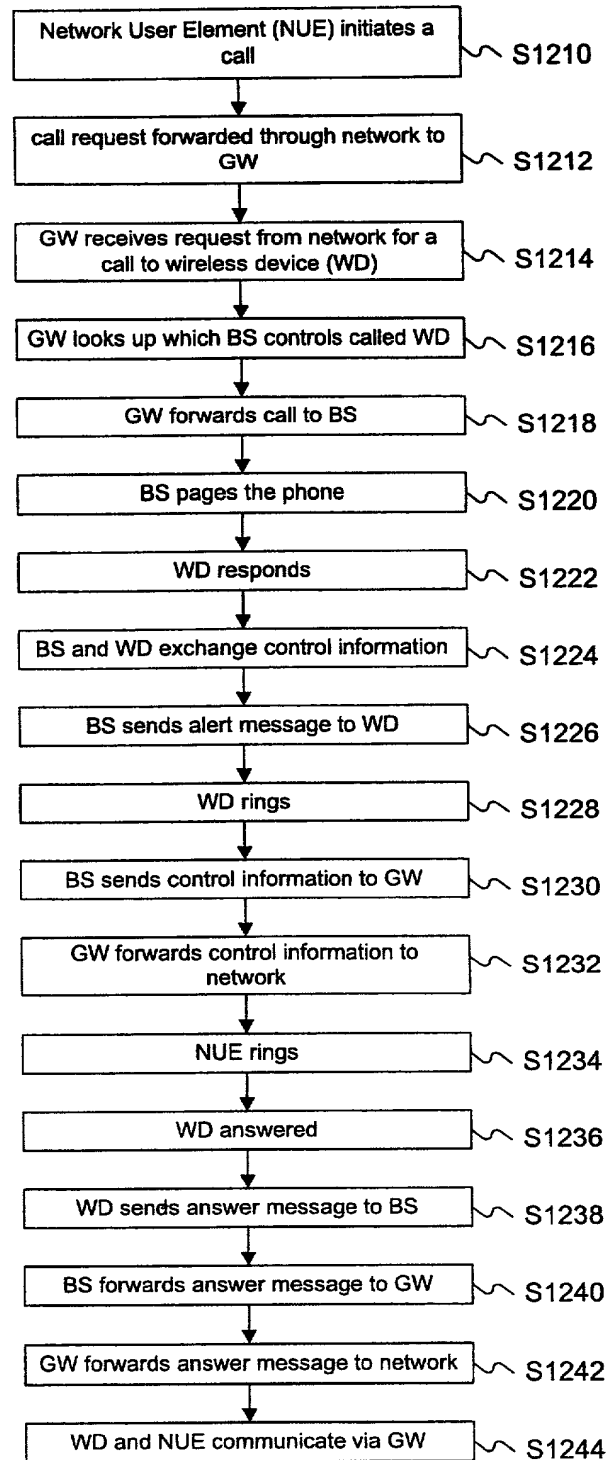 Network User Element (NUE) initiates a
call
S1210
call request forwarded through network to
GW
S1212
GW receives request from network for a
call to wireless device (WD)
S1214
GW looks up which BS controls called WD
S1216
GW forwards call to BS
S1218
BS pages the phone
S1220
WD responds
S1222
BS and WD exchange control information
S1224
BS sends alert message to WD
S1226
WD rings
S1228
BS sends control information to GW
S1230
GW forwards control information to
network
S1232
NUE rings
S1234
WD answered
S1236
WD sends answer message to BS
S1238
BS forwards answer message to GW
S1240
GW forwards answer message to network
S1242
WD and NUE communicate via GW
S1244